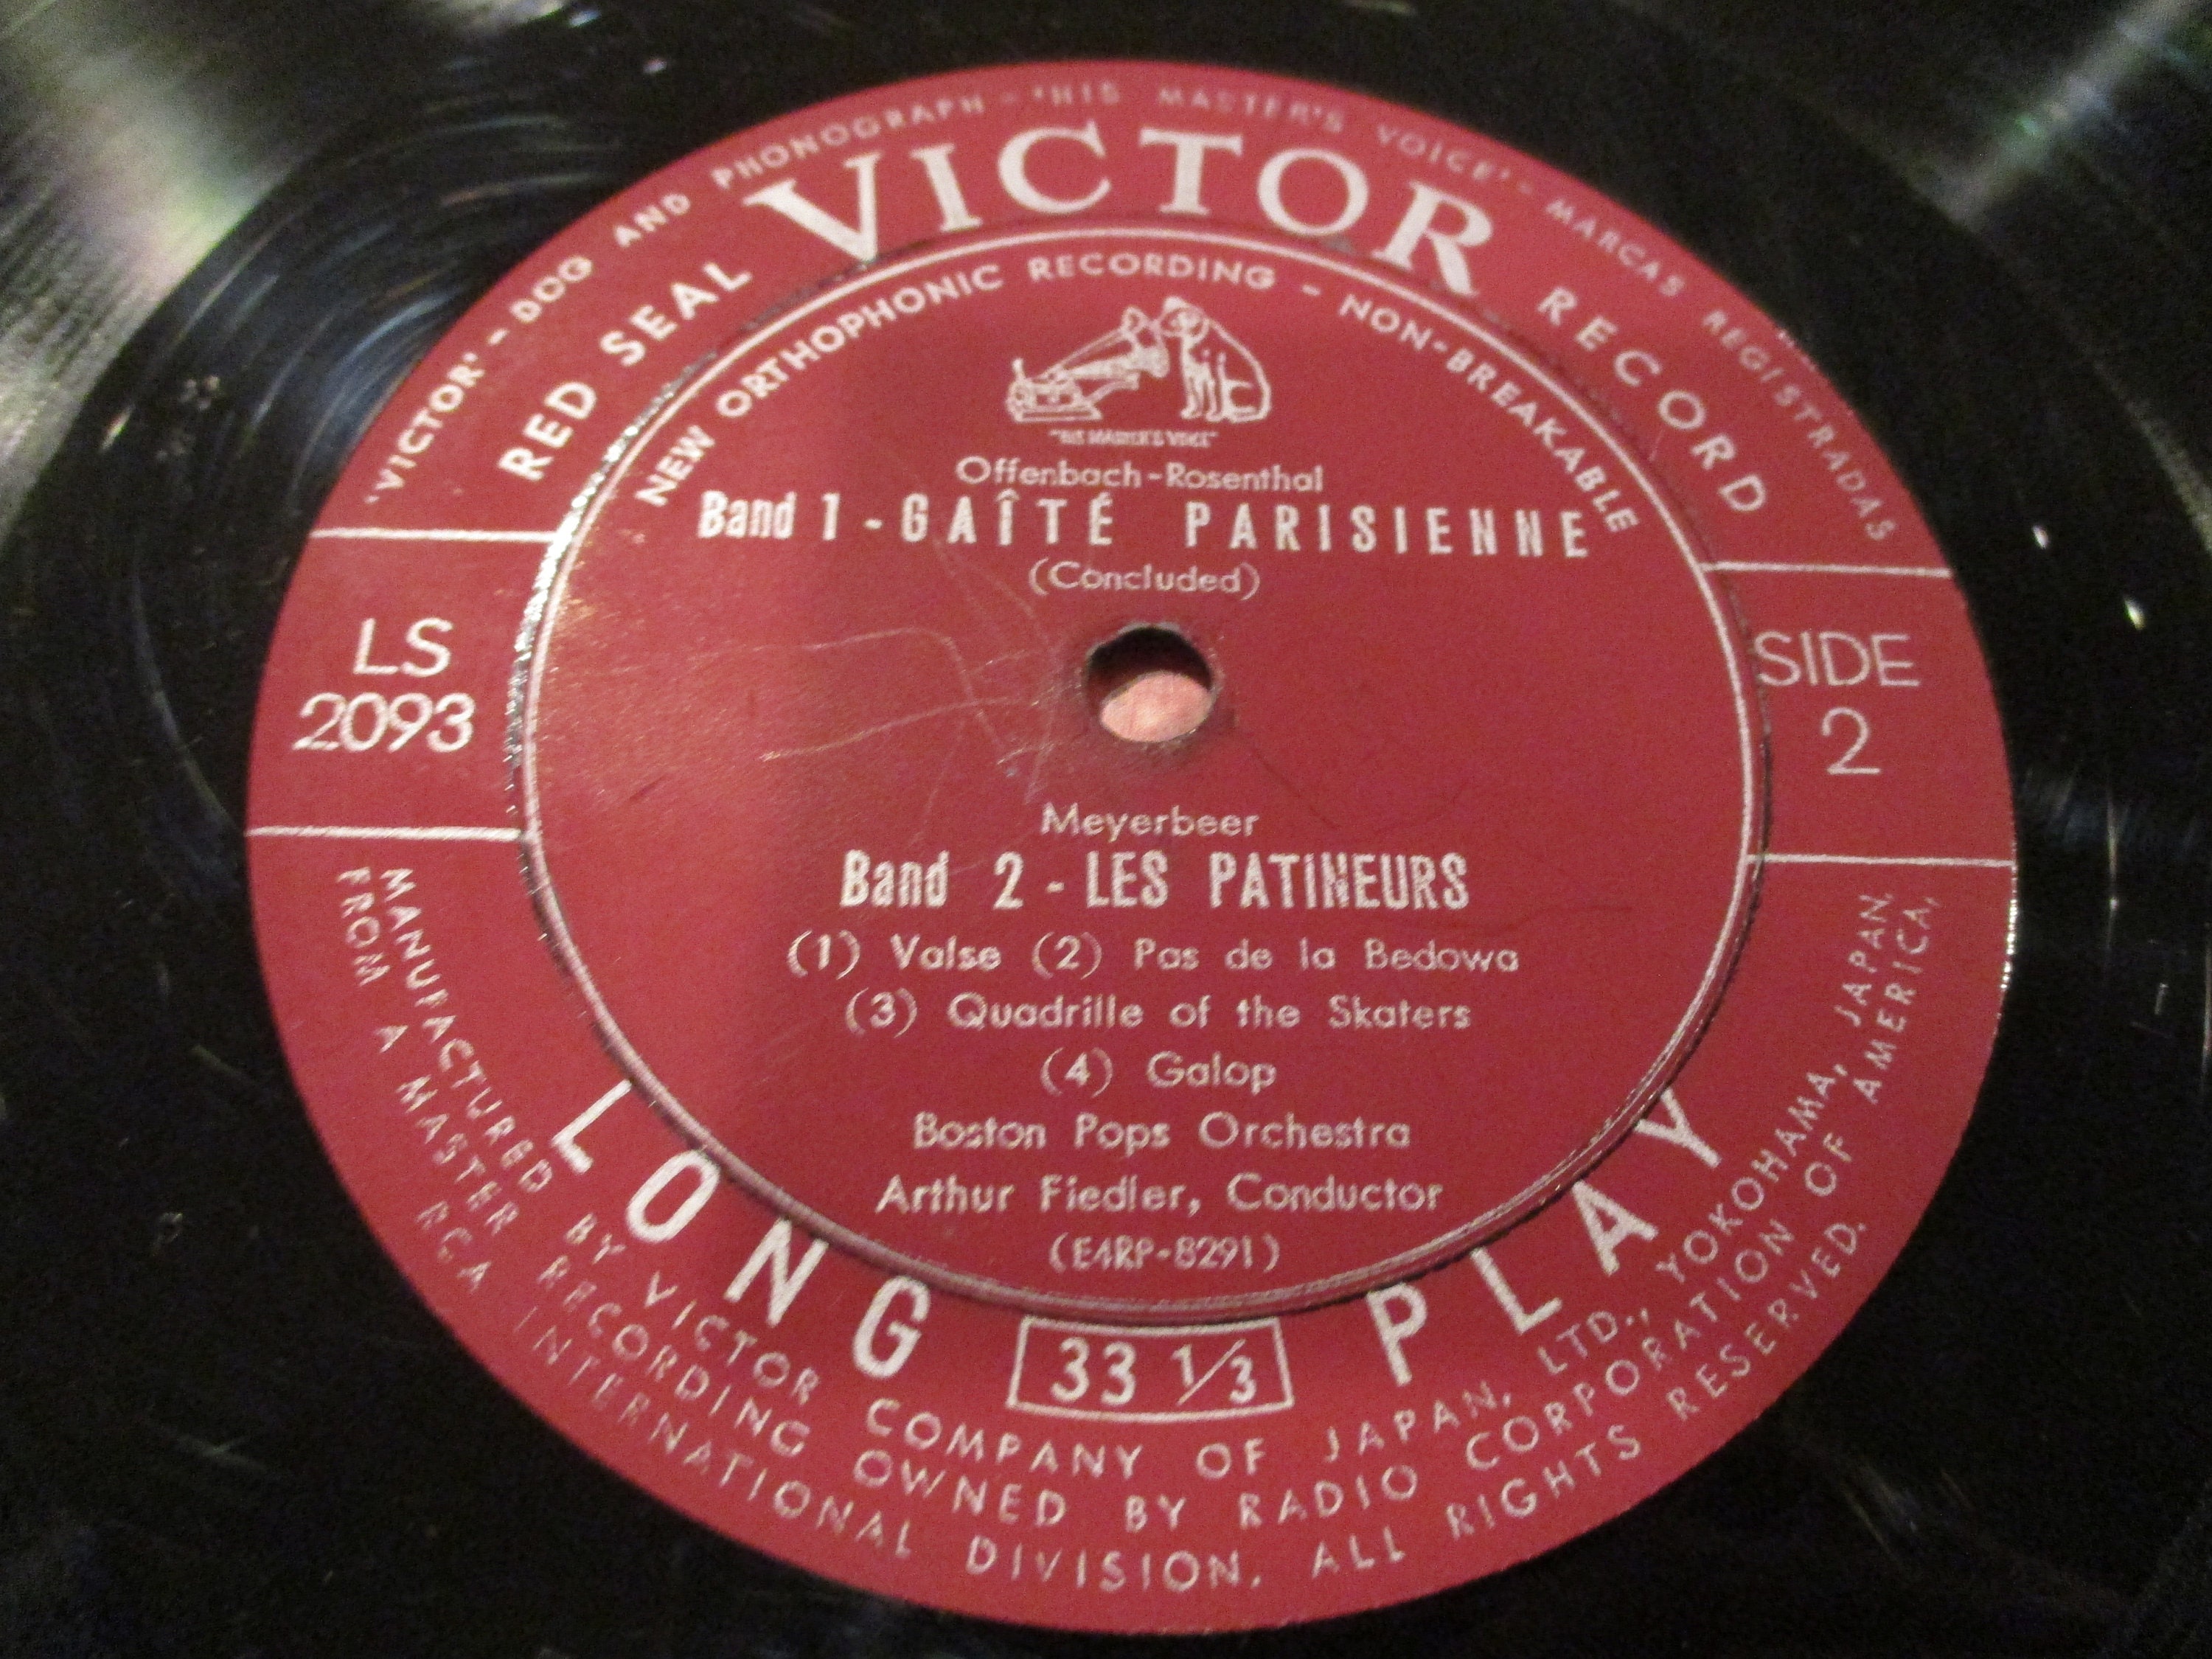 'VICTOR' - DOG AND PHONOGRAPH - 'HIS MASTER'S VOICE' - MARCAS REGISTRADAS
RED SEAL VICTOR RECORD
NEW ORTHOPHONIC RECORDING - NON-BREAKABLE
"HIS MASTER'S VOICE"
Offenbach-Rosenthal
Band 1 - GAÎTÉ PARISIENNE
(Concluded)
LS
2093
SIDE
2
Meyerbeer
Band 2 - LES PATINEURS
(1) Valse (2) Pas de la Bedowa
(3) Quadrille of the Skaters
(4) Galop
Boston Pops Orchestra
Arthur Fiedler, Conductor
(E4RP-8291)
LONG 33 1/3 PLAY
MANUFACTURED BY VICTOR COMPANY OF JAPAN, LTD., YOKOHAMA, JAPAN,
FROM A MASTER RECORDING OWNED BY RADIO CORPORATION OF AMERICA,
RCA INTERNATIONAL DIVISION. ALL RIGHTS RESERVED.